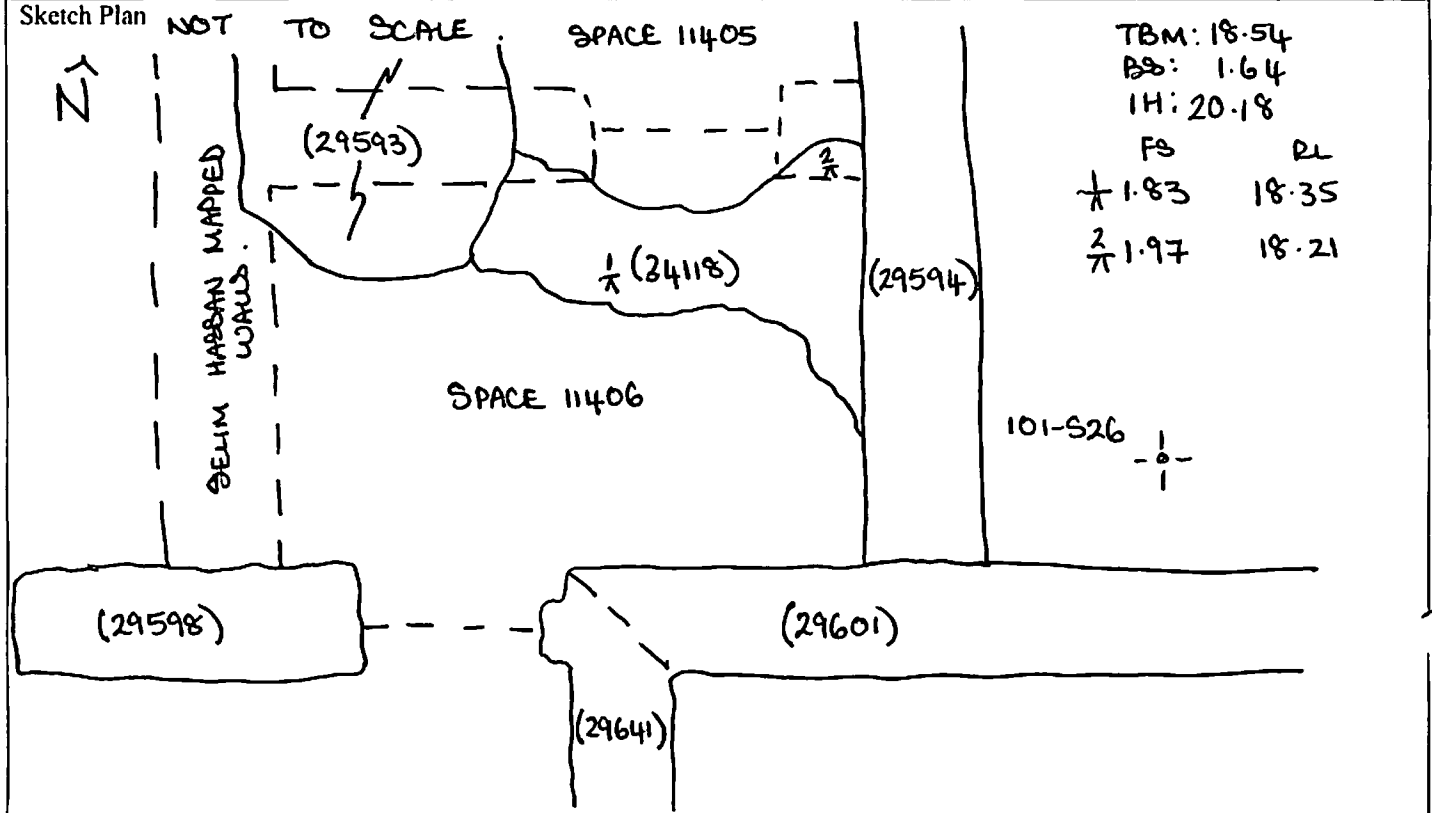 Sketch Plan
NOT TO SCALE.
SPACE 11405
N
TBM: 18.54
BS: 1.64
IH: 20.18
FS RL
1 1.83 18.35
2 1.97 18.21
(29593)
2
1 (34118)
(29594)
SELIM HASSAN MAPPED
WALLS.
SPACE 11406
101-S26
(29598)
(29601)
(29641)